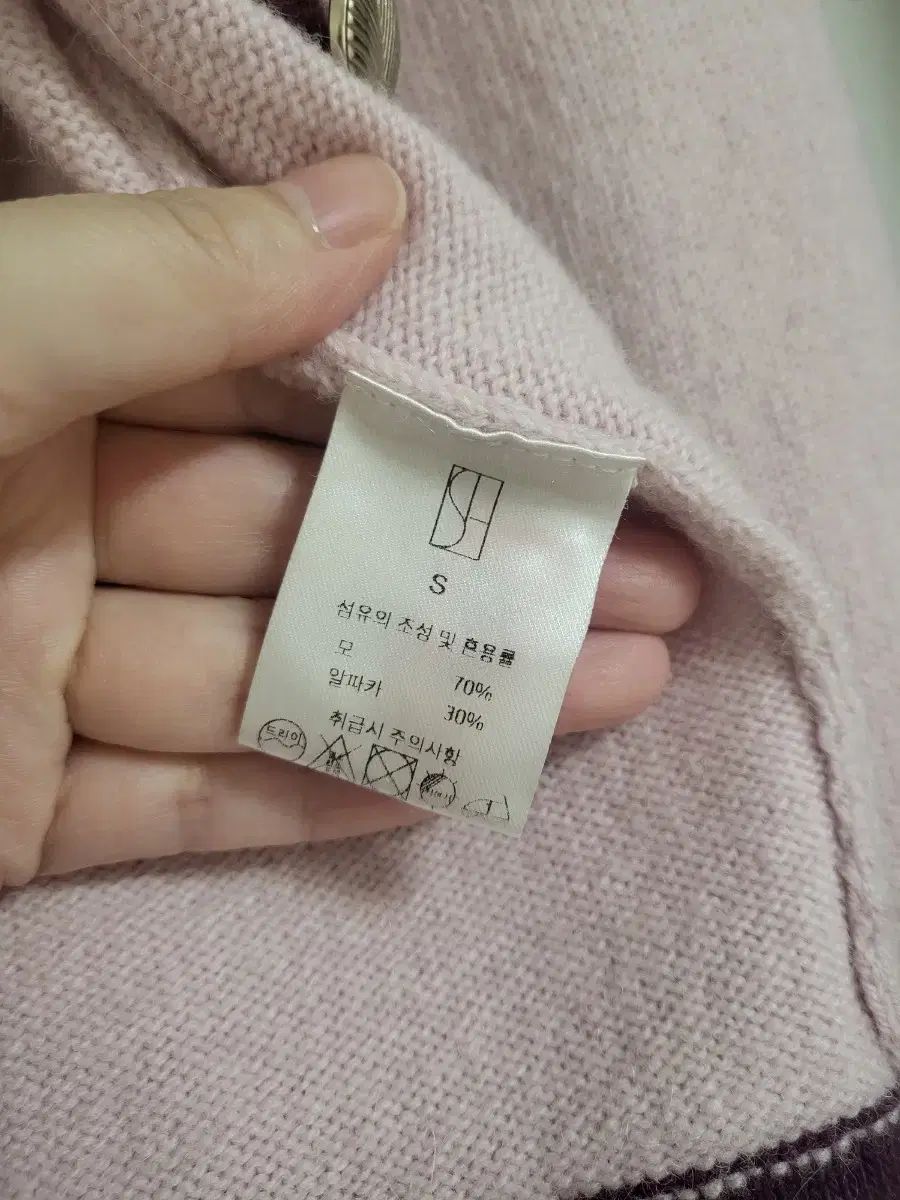 SH
S
섬유의 조성 및 혼용률
모 70%
알파카 30%
취급시 주의사항
드라이